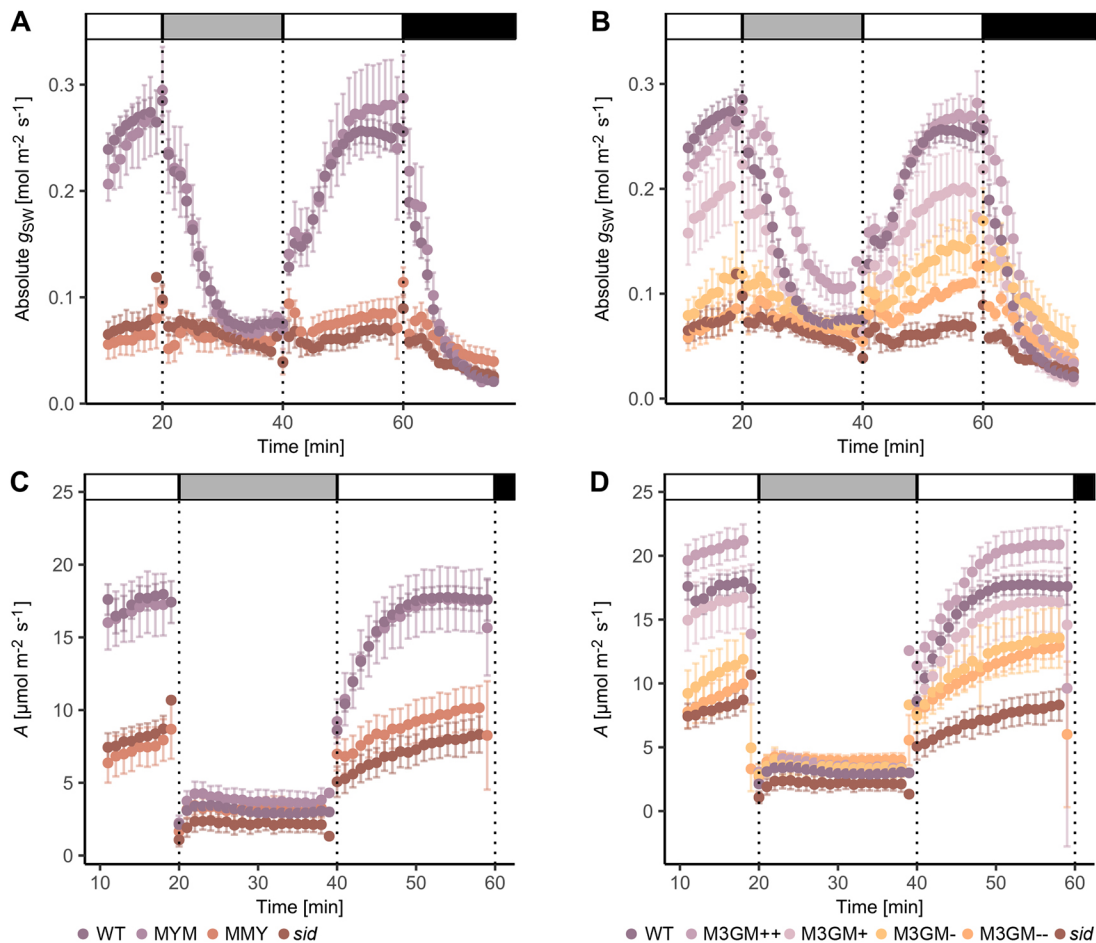 A
B
Absolute gSW [mol m-2 s-1]
0.3
0.2
0.1
0.0
20
40
60
Time [min]
Absolute gSW [mol m-2 s-1]
0.3
0.2
0.1
0.0
20
40
60
Time [min]
C
D
A [µmol m-2 s-1]
25
20
15
10
5
0
10
20
30
40
50
60
Time [min]
A [µmol m-2 s-1]
25
20
15
10
5
0
10
20
30
40
50
60
Time [min]
WT MYM MMY sid
WT M3GM++ M3GM+ M3GM- M3GM-- sid